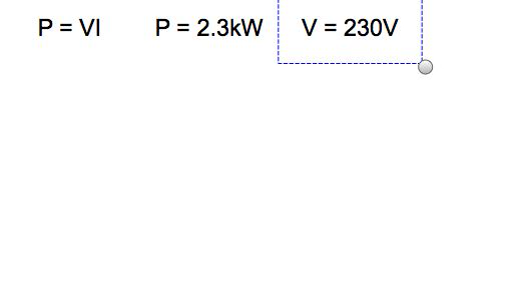 P = VI P = 2.3kW V = 230V